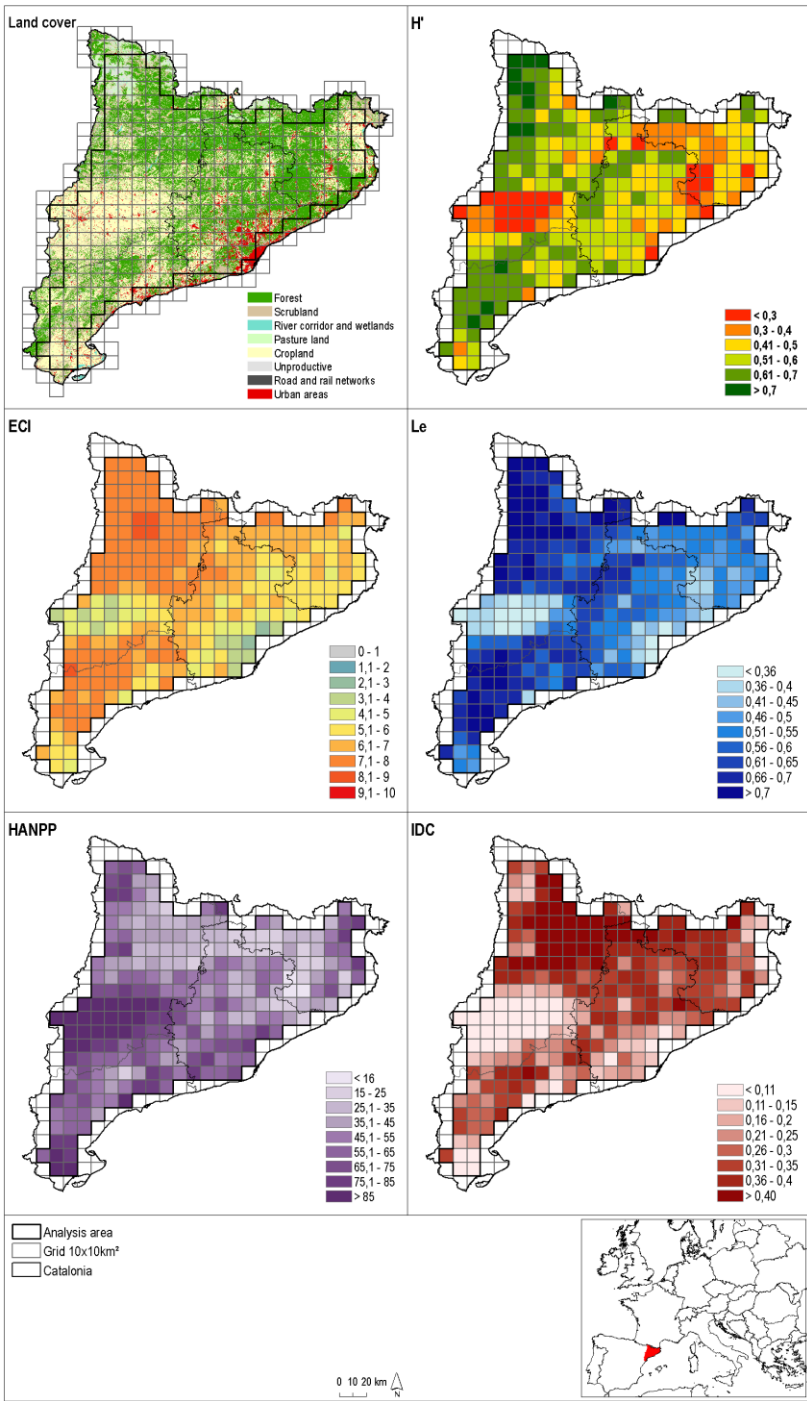 Land cover
Forest
Scrubland
River corridor and wetlands
Pasture land
Cropland
Unproductive
Road and rail networks
Urban areas
H'
< 0,3
0,3 - 0,4
0,41 - 0,5
0,51 - 0,6
0,61 - 0,7
> 0,7
ECI
0 - 1
1,1 - 2
2,1 - 3
3,1 - 4
4,1 - 5
5,1 - 6
6,1 - 7
7,1 - 8
8,1 - 9
9,1 - 10
Le
< 0,36
0,36 - 0,4
0,41 - 0,45
0,46 - 0,5
0,51 - 0,55
0,56 - 0,6
0,61 - 0,65
0,66 - 0,7
> 0,7
HANPP
< 16
15 - 25
25,1 - 35
35,1 - 45
45,1 - 55
55,1 - 65
65,1 - 75
75,1 - 85
> 85
IDC
< 0,11
0,11 - 0,15
0,16 - 0,2
0,21 - 0,25
0,26 - 0,3
0,31 - 0,35
0,36 - 0,4
> 0,40
Analysis area
Grid 10x10km²
Catalonia
0 10 20 km N